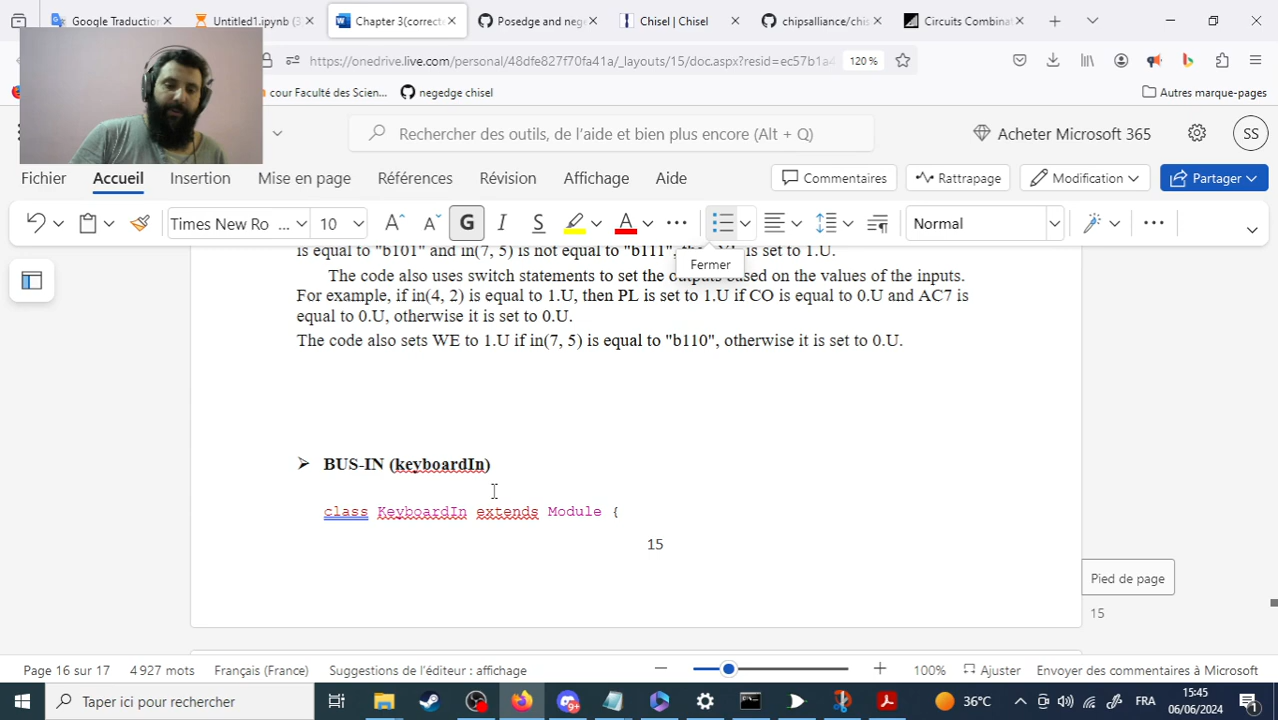 Google Traduction
Untitled1.ipynb (3
Chapter 3(correct
Posedge and neg
Chisel | Chisel
chipsalliance/chis
Circuits Combina
https://onedrive.live.com/personal/48dfe827f70fa41a/_layouts/15/doc.aspx?resid=ec57b1a4
120 %
cour Faculté des Scien...
negedge chisel
Autres marque-pages
Rechercher des outils, de l'aide et bien plus encore (Alt + Q)
Acheter Microsoft 365
SS
Fichier
Accueil
Insertion
Mise en page
Références
Révision
Affichage
Aide
Commentaires
Rattrapage
Modification
Partager
Times New Ro ...
10
G
I
S
Normal
Fermer
is equal to "b101" and in(7, 5) is not equal to "b111", is set to 1.U.
The code also uses switch statements to set the outputs based on the values of the inputs.
For example, if in(4, 2) is equal to 1.U, then PL is set to 1.U if CO is equal to 0.U and AC7 is
equal to 0.U, otherwise it is set to 0.U.
The code also sets WE to 1.U if in(7, 5) is equal to "b110", otherwise it is set to 0.U.
➢ BUS-IN (keyboardIn)
class KeyboardIn extends Module {
15
Pied de page
15
Page 16 sur 17
4 927 mots
Français (France)
Suggestions de l'éditeur : affichage
100%
Ajuster
Envoyer des commentaires à Microsoft
Taper ici pour rechercher
36°C
FRA
15:45
06/06/2024
1